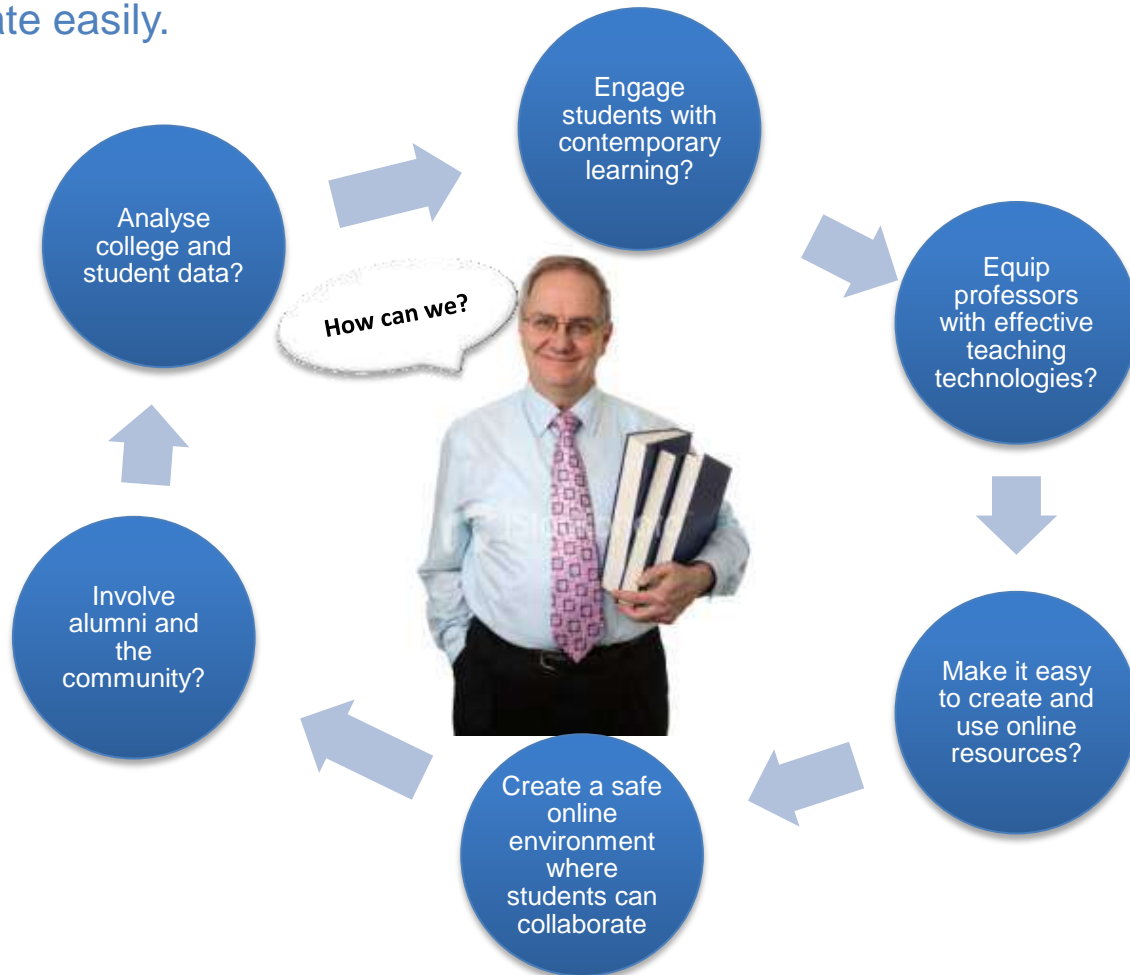 ate easily.
Engage
students with
contemporary
learning?
Analyse
college and
student data?
How can we?
Equip
professors
with effective
teaching
technologies?
Involve
alumni and
the
community?
Make it easy
to create and
use online
resources?
Create a safe
online
environment
where
students can
collaborate